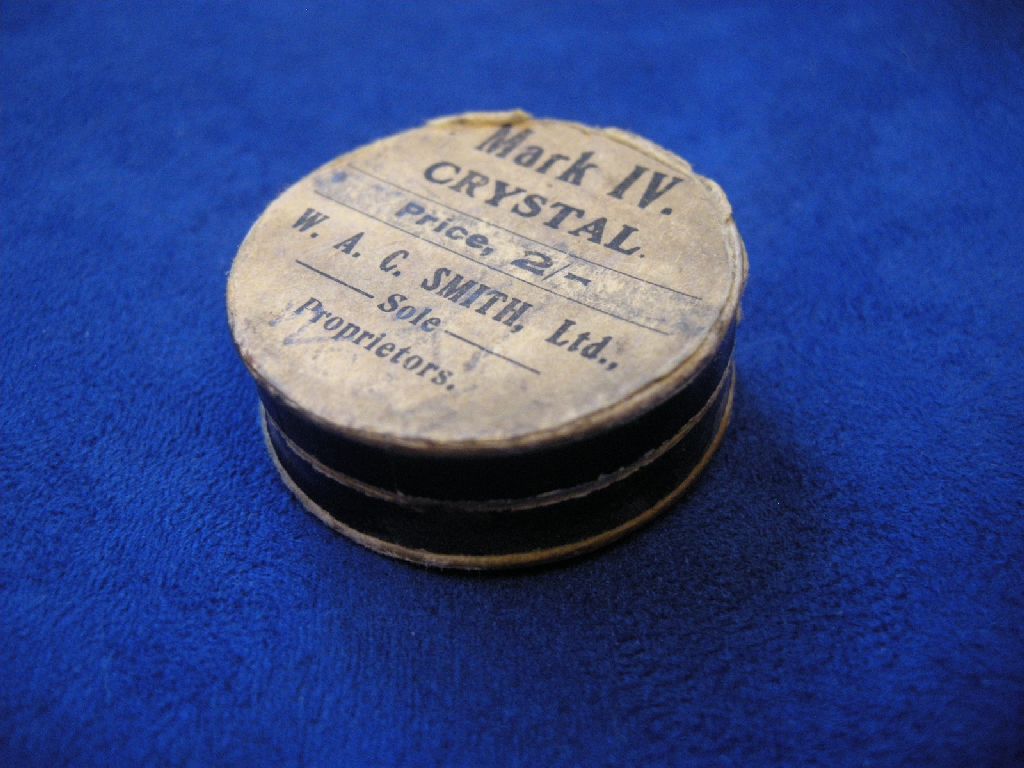 Mark IV.
CRYSTAL.
Price, 2/-
W. A. C. SMITH, Ltd.,
Sole
Proprietors.